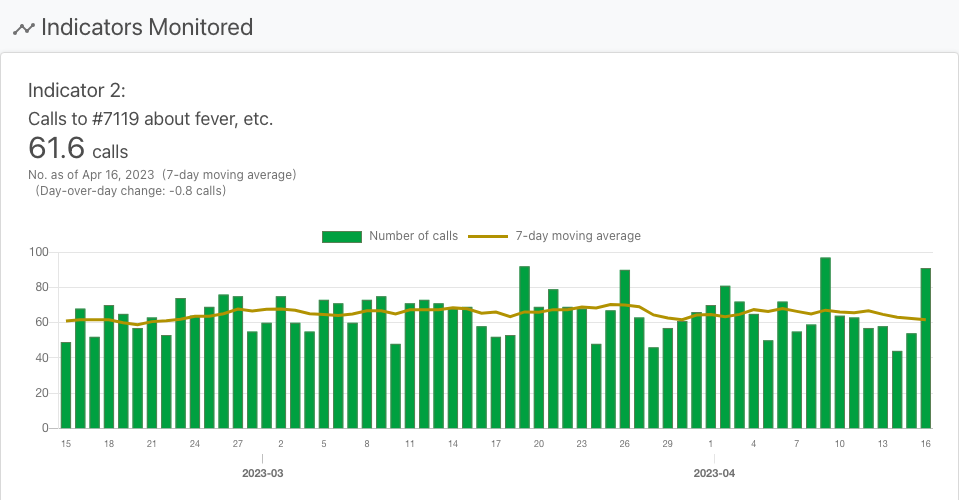 Indicators Monitored
Indicator 2:
Calls to #7119 about fever, etc.
61.6 calls
No. as of Apr 16, 2023 (7-day moving average)
(Day-over-day change: -0.8 calls)
Number of calls 7-day moving average
100
80
60
40
20
0
15 18 21 24 27 2 5 8 11 14 17 20 23 26 29 1 4 7 10 13 16
2023-03 2023-04